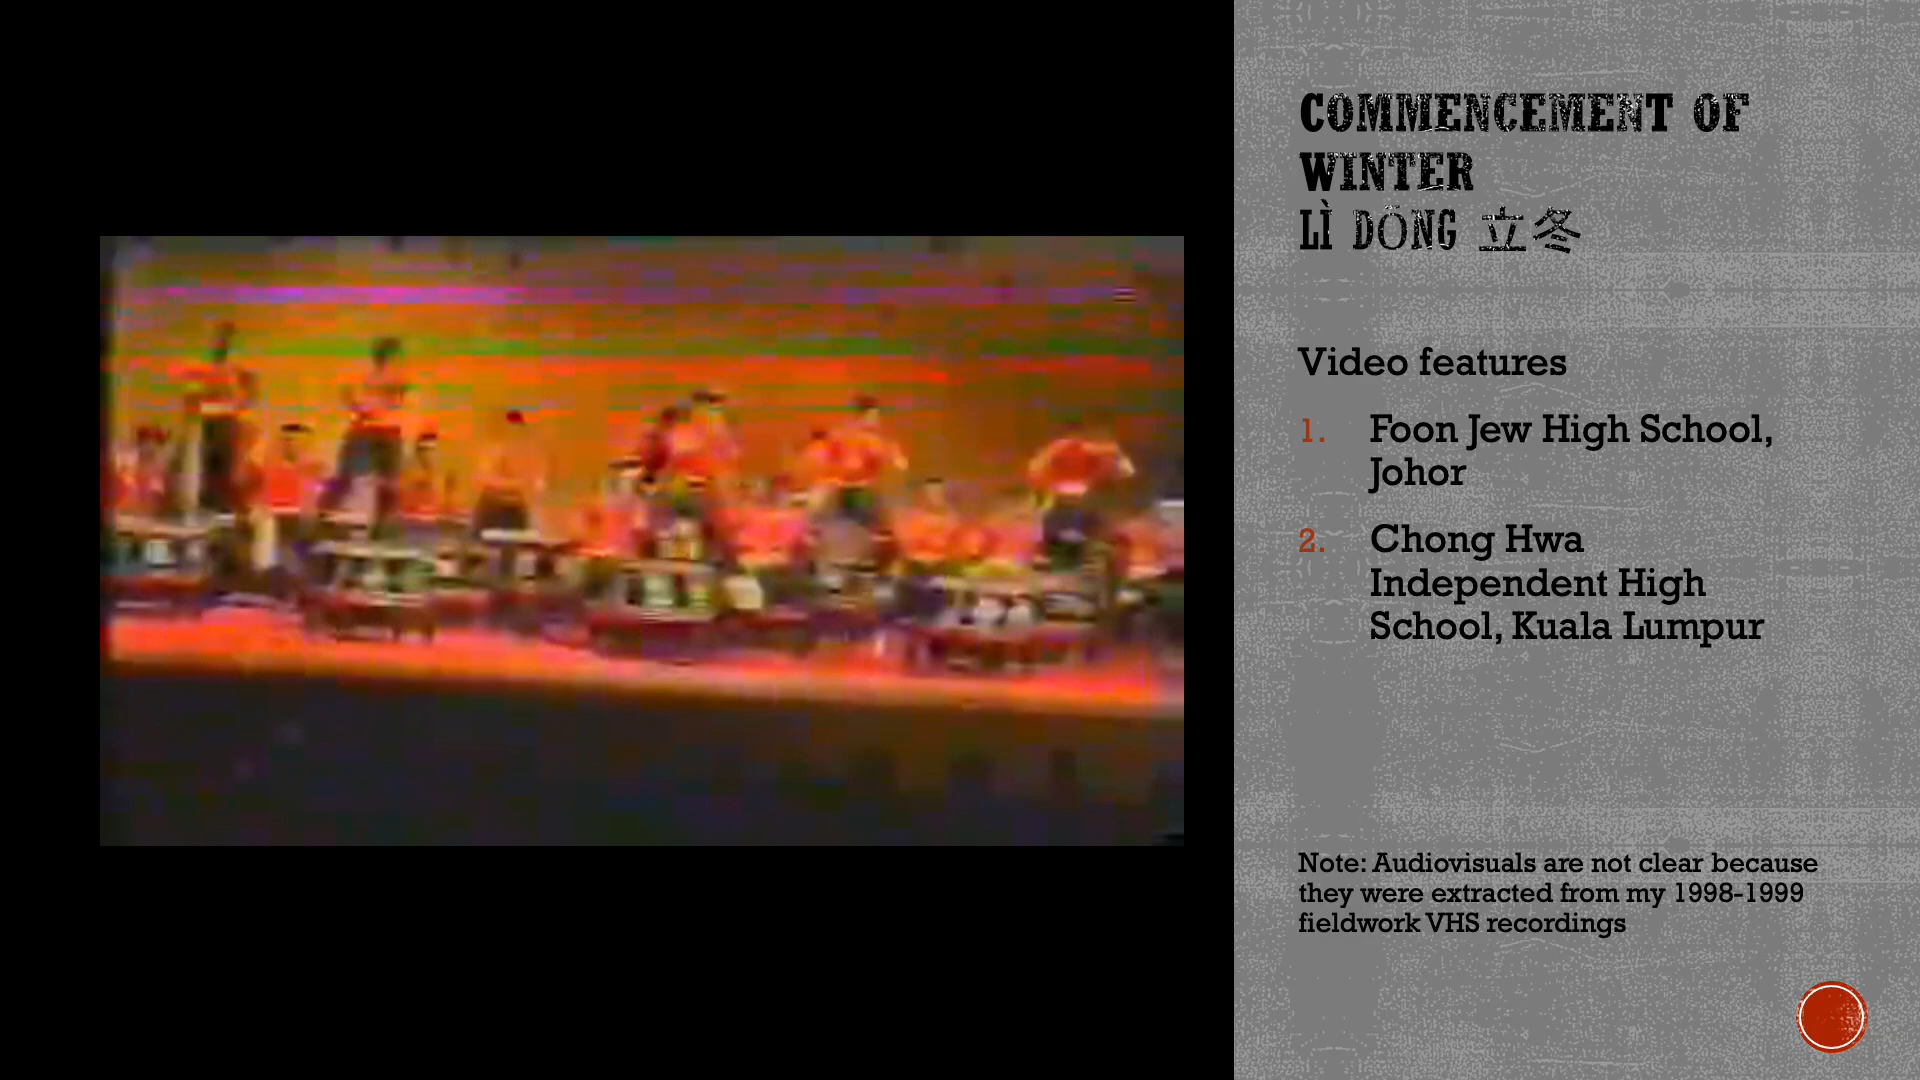 COMMENCEMENT OF
WINTER
LÌ DŌNG 立冬
Video features
1. Foon Jew High School,
Johor
2. Chong Hwa
Independent High
School, Kuala Lumpur
Note: Audiovisuals are not clear because
they were extracted from my 1998-1999
fieldwork VHS recordings